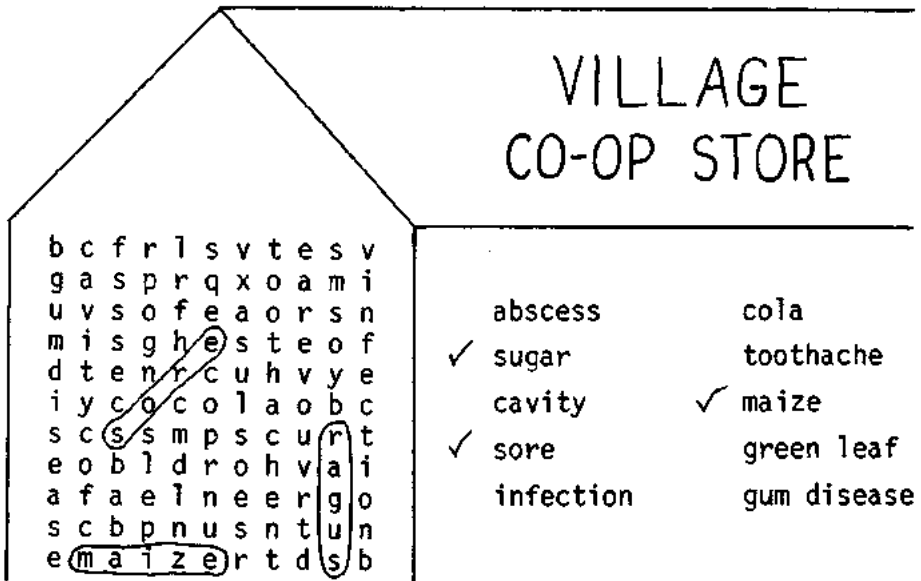 VILLAGE
CO-OP STORE
b c f r l s v t e s v
g a s p r q x o a m i
u v s o f e a o r s n
m i s g h e s t e o f
d t e n r c u h v y e
i y c o c o l a o b c
s c s s m p s c u r t
e o b l d r o h v a i
a f a e l n e e r g o
s c b p n u s n t u n
e m a i z e r t d s b
abscess
✓ sugar
cavity
✓ sore
infection
cola
toothache
✓ maize
green leaf
gum disease